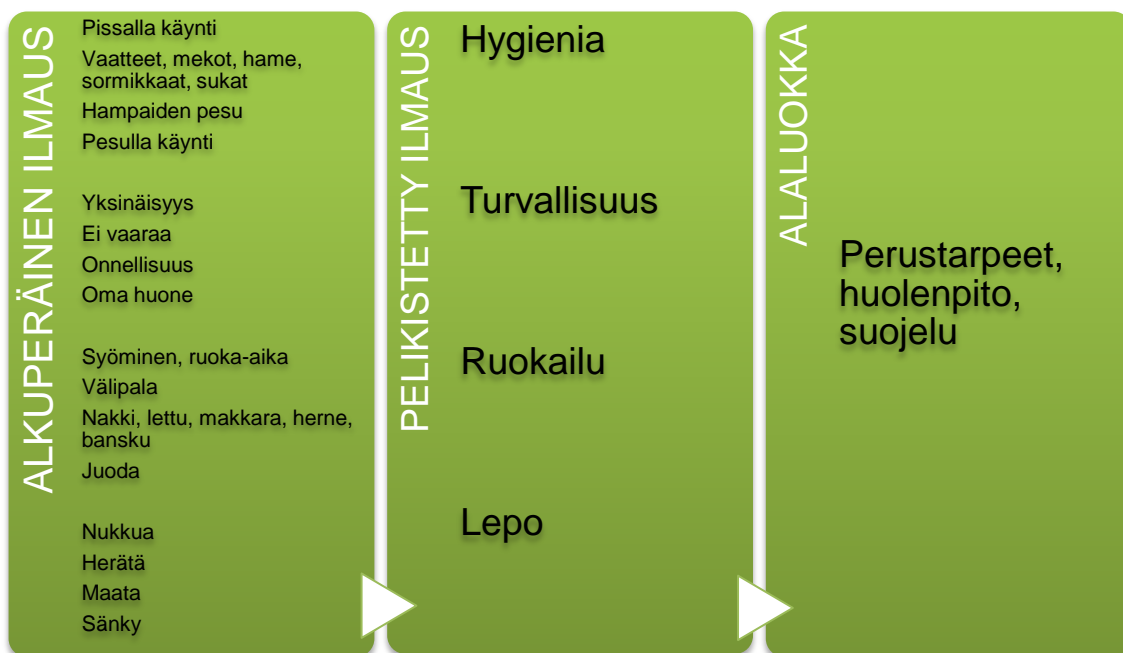 ALKUPERÄINEN ILMAUS
Pissalla käynti
Vaatteet, mekot, hame,
sormikkaat, sukat
Hampaiden pesu
Pesulla käynti
Yksinäisyys
Ei vaaraa
Onnellisuus
Oma huone
Syöminen, ruoka-aika
Välipala
Nakki, lettu, makkara, herne,
bansku
Juoda
Nukkua
Herätä
Maata
Sänky
PELIKISTETTY ILMAUS
Hygienia
Turvallisuus
Ruokailu
Lepo
ALALUOKKA
Perustarpeet,
huolenpito,
suojelu